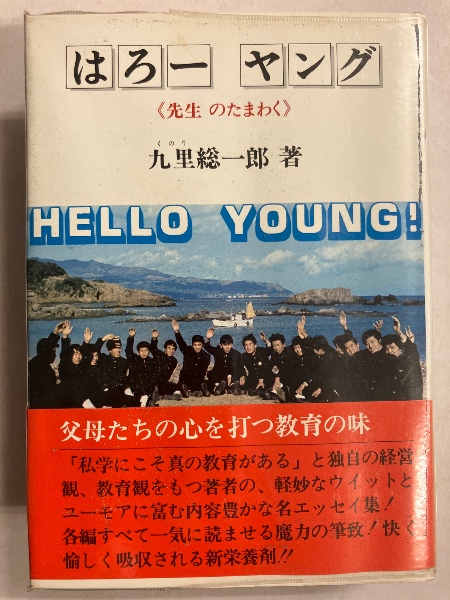 はろー ヤング
《先生 のたまわく》
くのり
九里総一郎 著
HELLO YOUNG!
父母たちの心を打つ教育の味
「私学にこそ真の教育がある」と独自の経営
観、教育観をもつ著者の、軽妙なウイットと
ユーモアに富む内容豊かな名エッセイ集!
各編すべて一気に読ませる魔力の筆致!快く
愉しく吸収される新栄養剤!!